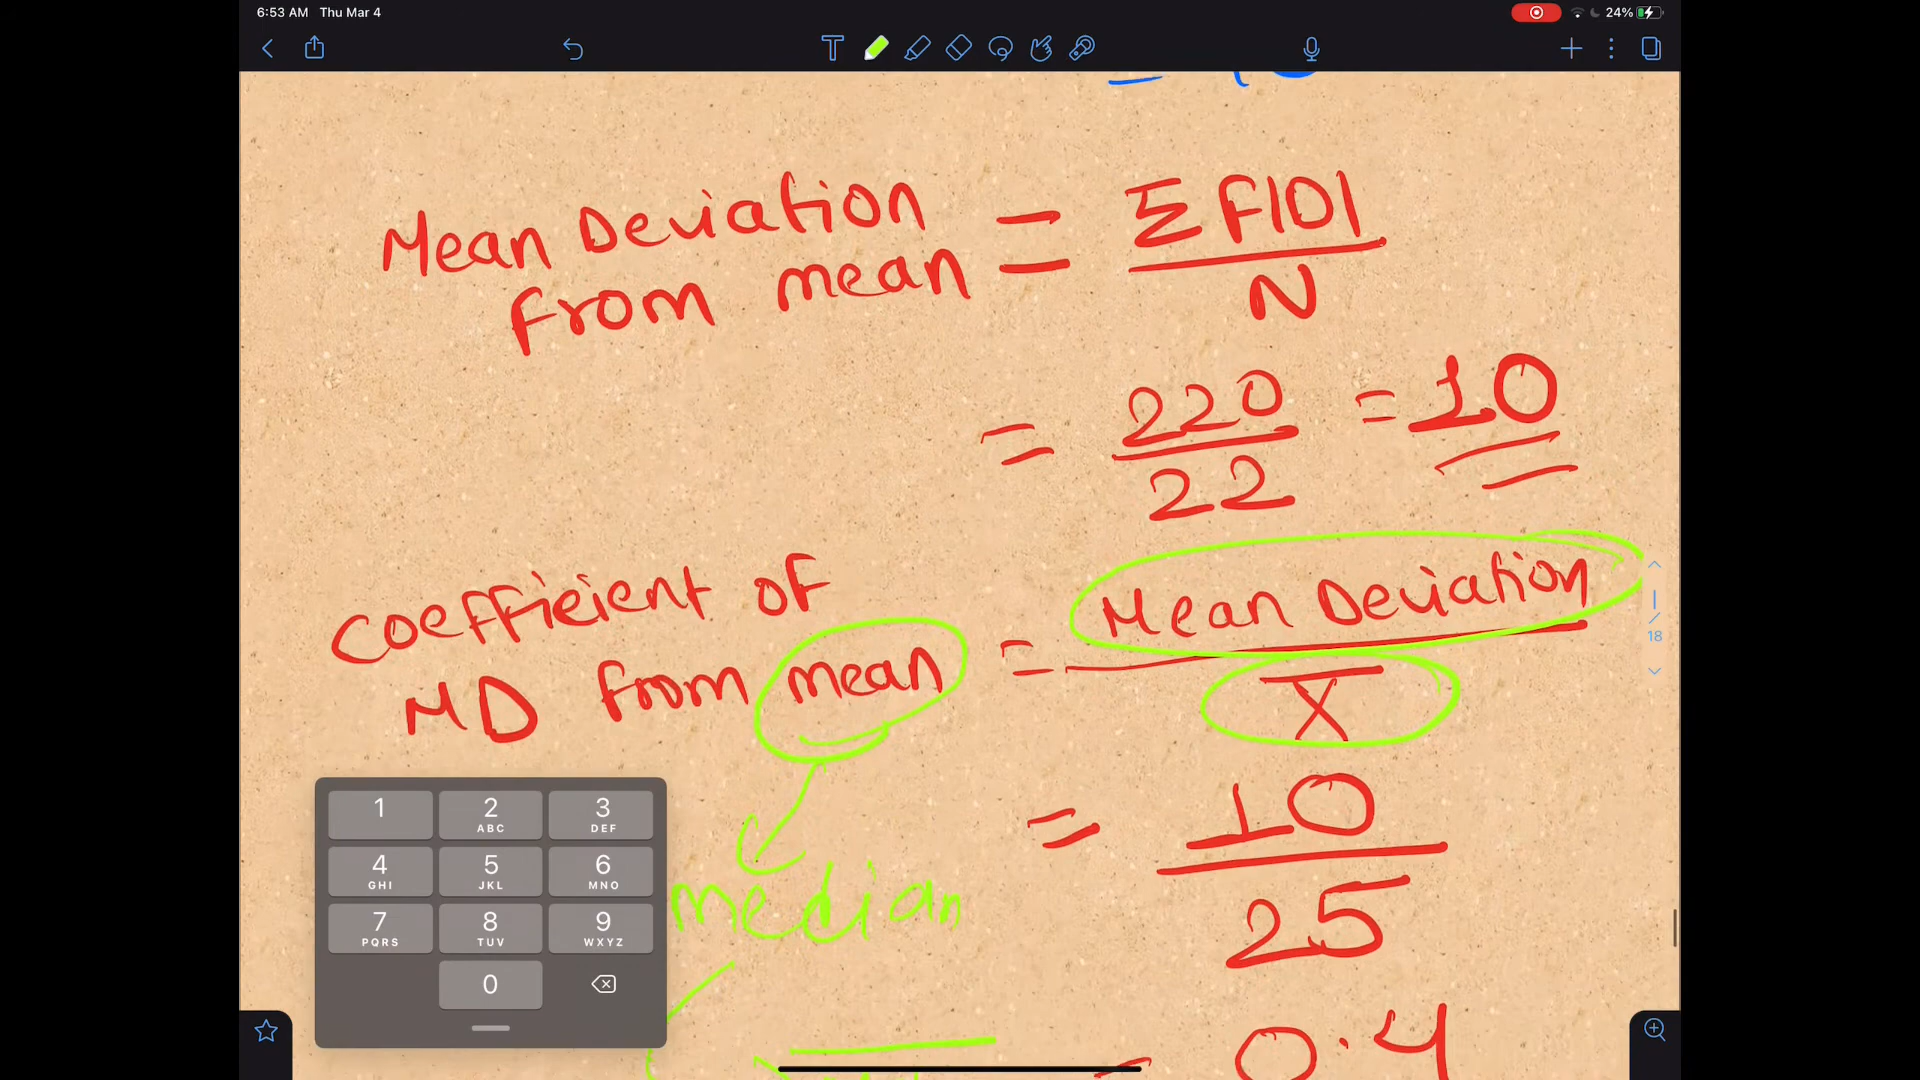 6:53 AM Thu Mar 4
24%
Mean Deviation
from mean = Σ F|D| / N
= 220 / 22 = 10
Coefficient of
MD from mean = Mean Deviation / X̄
= 10 / 25
median
= 0.4
18
1
2 ABC
3 DEF
4 GHI
5 JKL
6 MNO
7 PQRS
8 TUV
9 WXYZ
0